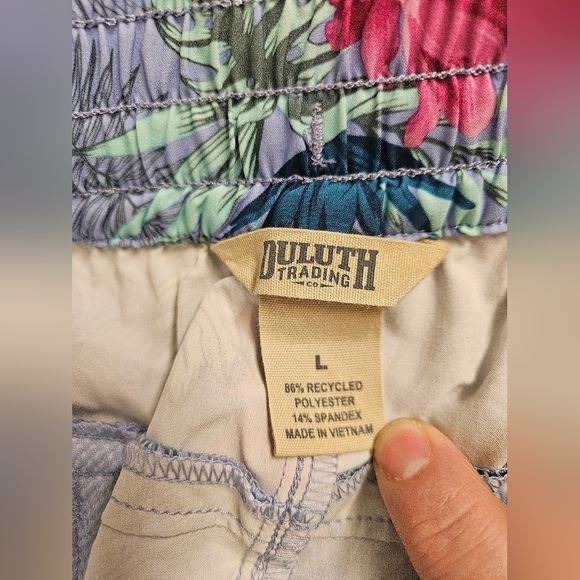 DULUTH
TRADING
CO
L
86% RECYCLED
POLYESTER
14% SPANDEX
MADE IN VIETNAM